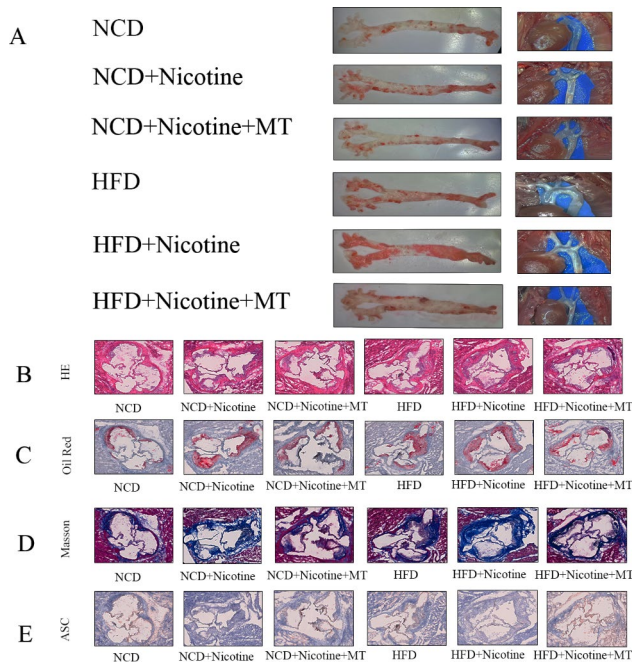 A
NCD
NCD+Nicotine
NCD+Nicotine+MT
HFD
HFD+Nicotine
HFD+Nicotine+MT
B
HE
NCD NCD+Nicotine NCD+Nicotine+MT HFD HFD+Nicotine HFD+Nicotine+MT
C
Oil Red
NCD NCD+Nicotine NCD+Nicotine+MT HFD HFD+Nicotine HFD+Nicotine+MT
D
Masson
NCD NCD+Nicotine NCD+Nicotine+MT HFD HFD+Nicotine HFD+Nicotine+MT
E
ASC
NCD NCD+Nicotine NCD+Nicotine+MT HFD HFD+Nicotine HFD+Nicotine+MT